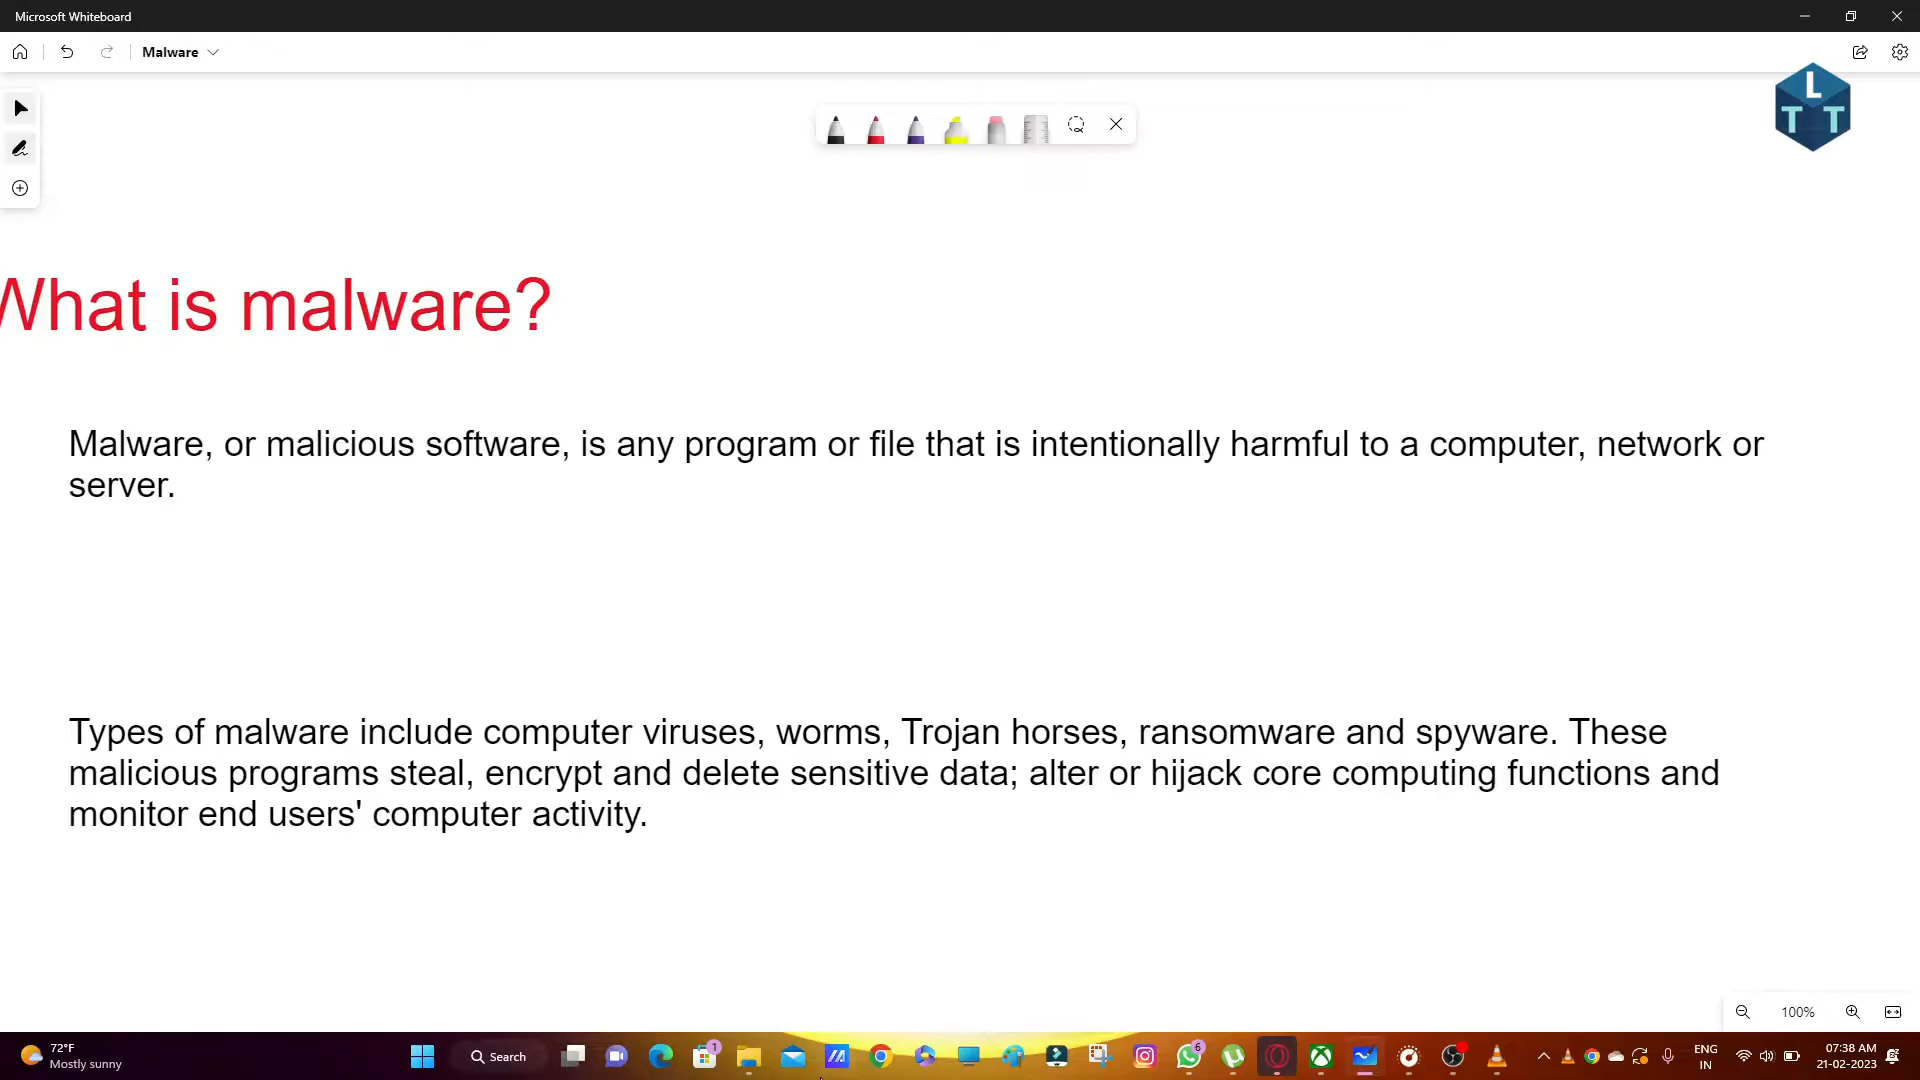 Microsoft Whiteboard
Malware
L
T T
What is malware?
Malware, or malicious software, is any program or file that is intentionally harmful to a computer, network or
server.
Types of malware include computer viruses, worms, Trojan horses, ransomware and spyware. These
malicious programs steal, encrypt and delete sensitive data; alter or hijack core computing functions and
monitor end users' computer activity.
100%
72°F
Mostly sunny
Search
1
6
ENG
IN
07:38 AM
21-02-2023